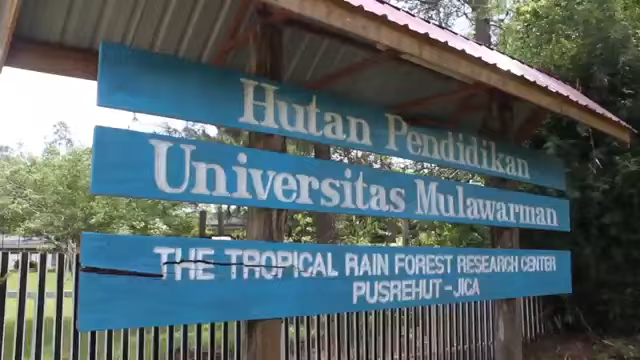 Hutan Pendidikan
Universitas Mulawarman
THE TROPICAL RAIN FOREST RESEARCH CENTER
PUSREHUT-JICA